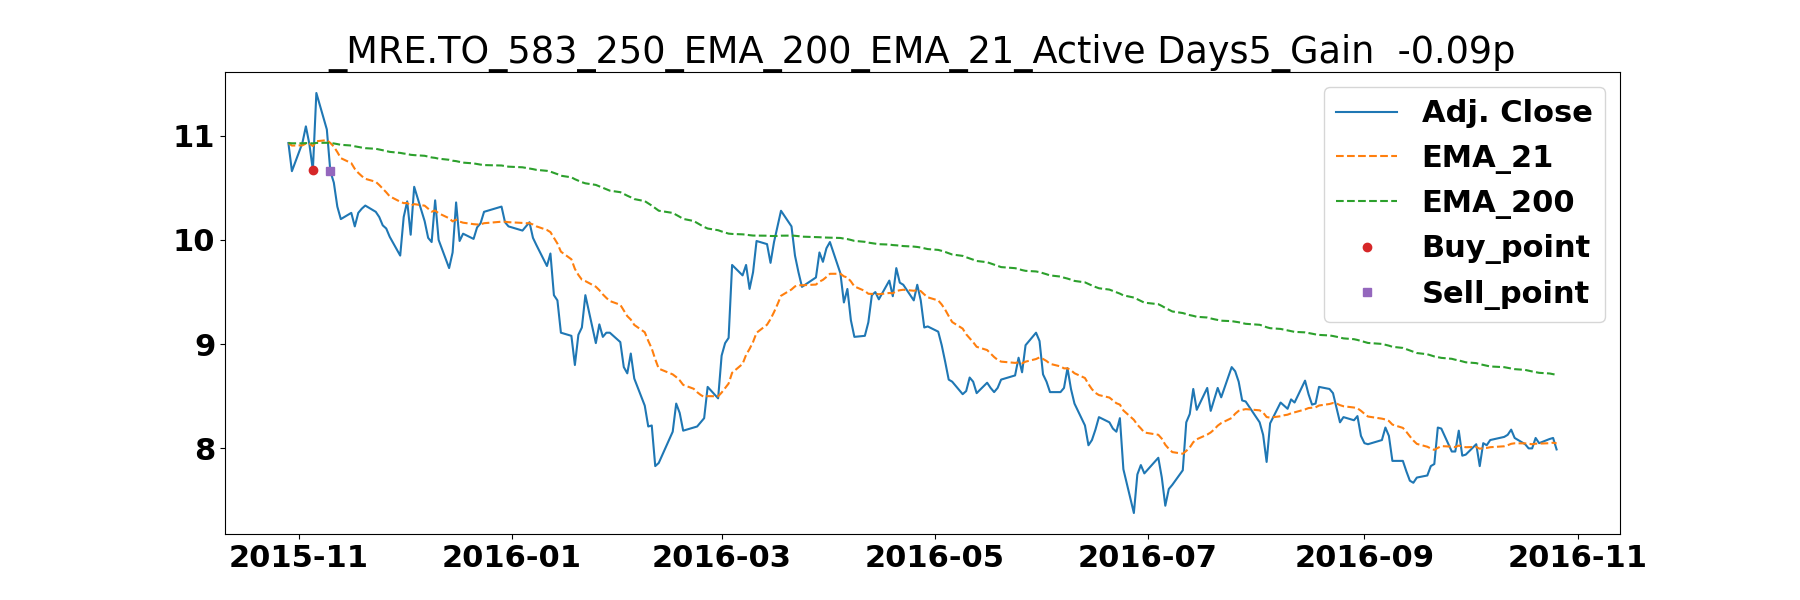 _MRE.TO_583_250_EMA_200_EMA_21_Active Days5_Gain  -0.09p
Adj. Close
EMA_21
EMA_200
Buy_point
Sell_point
11
10
9
8
2015-11 2016-01 2016-03 2016-05 2016-07 2016-09 2016-11